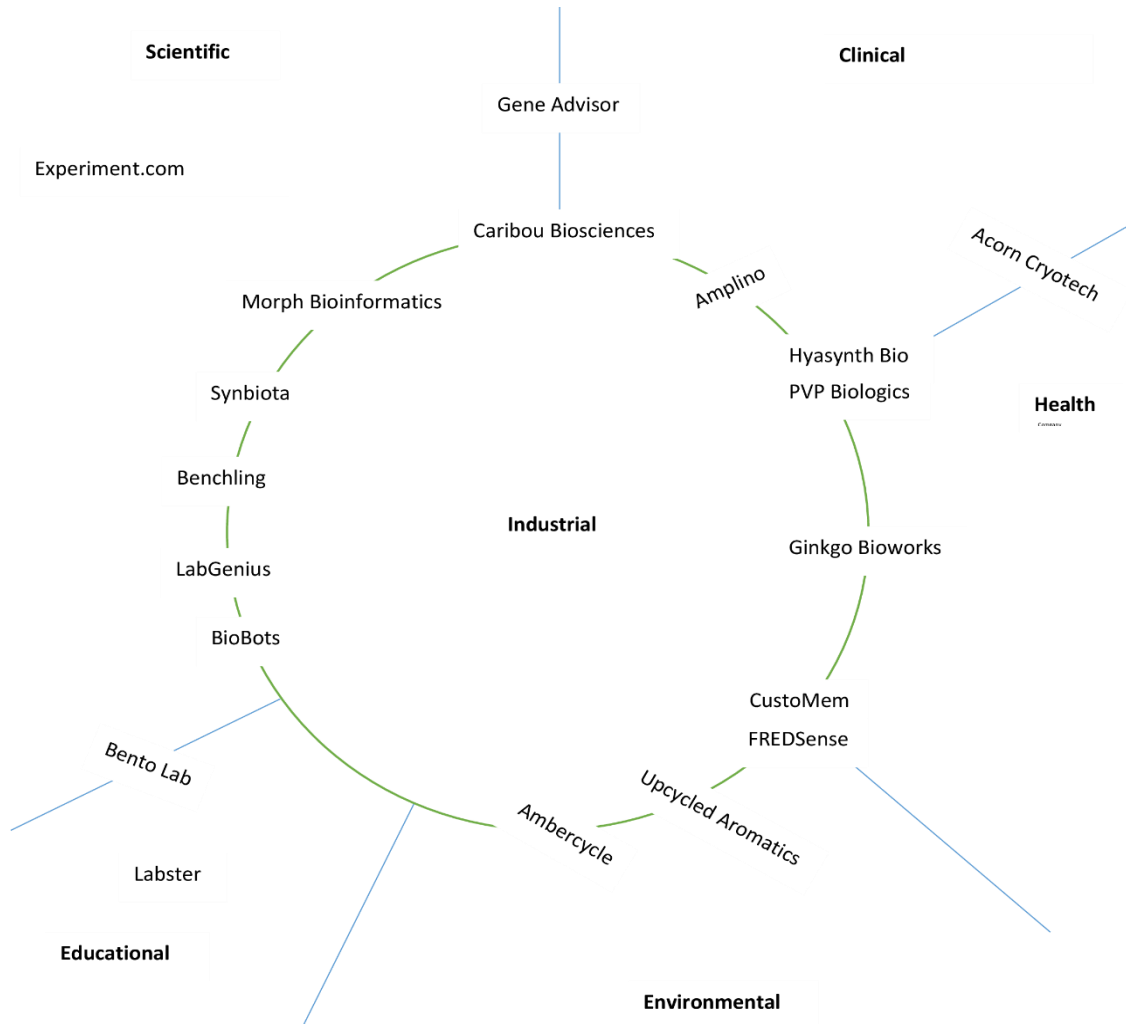 Scientific
Clinical
Gene Advisor
Experiment.com
Caribou Biosciences
Acorn Cryotech
Amplino
Morph Bioinformatics
Hyasynth Bio
PVP Biologics
Synbiota
Health
Company
Benchling
Industrial
Ginkgo Bioworks
LabGenius
BioBots
CustoMem
FREDSense
Bento Lab
Upcycled Aromatics
Ambercycle
Labster
Educational
Environmental